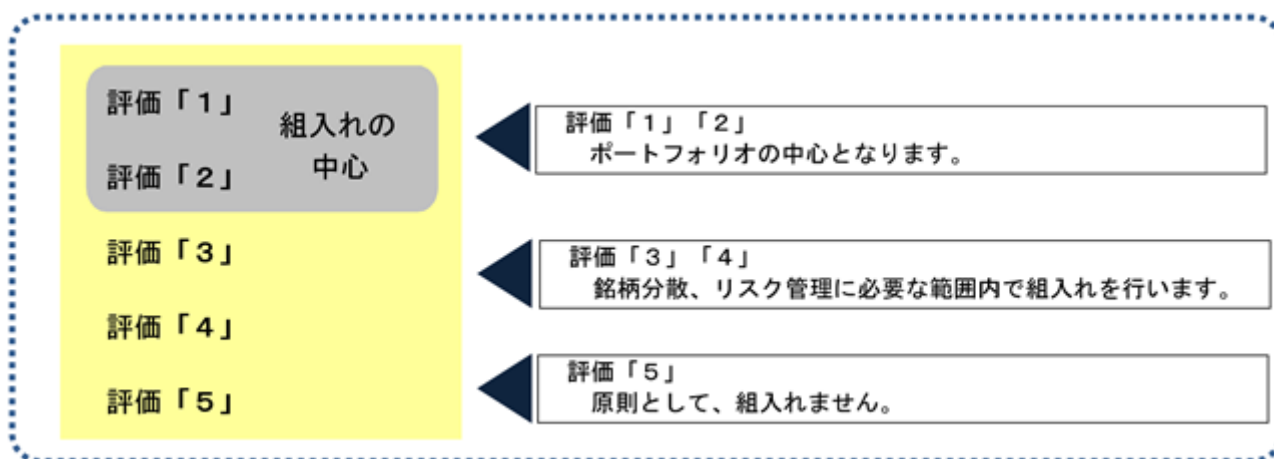 評価「１」
評価「２」
組入れの
中心
評価「３」
評価「４」
評価「５」
評価「１」「２」
ポートフォリオの中心となります。
評価「３」「４」
銘柄分散、リスク管理に必要な範囲内で組入れを行います。
評価「５」
原則として、組入れません。